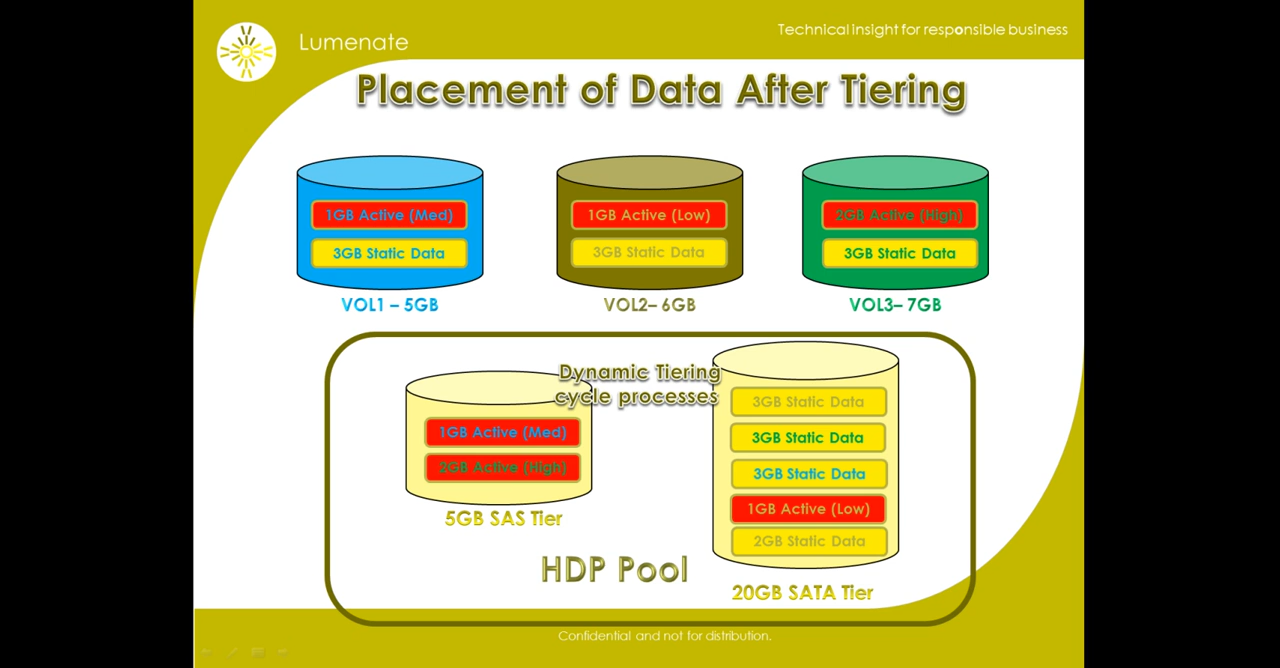 Lumenate
Technical insight for responsible business
Placement of Data After Tiering
1GB Active (Med)
3GB Static Data
VOL1 – 5GB
1GB Active (Low)
3GB Static Data
VOL2– 6GB
2GB Active (High)
3GB Static Data
VOL3– 7GB
Dynamic Tiering
cycle processes
1GB Active (Med)
2GB Active (High)
5GB SAS Tier
3GB Static Data
3GB Static Data
3GB Static Data
1GB Active (Low)
2GB Static Data
20GB SATA Tier
HDP Pool
Confidential and not for distribution.